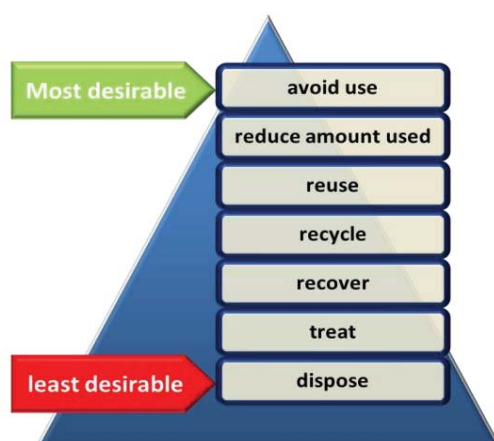 Most desirable
avoid use
reduce amount used
reuse
recycle
recover
treat
least desirable
dispose